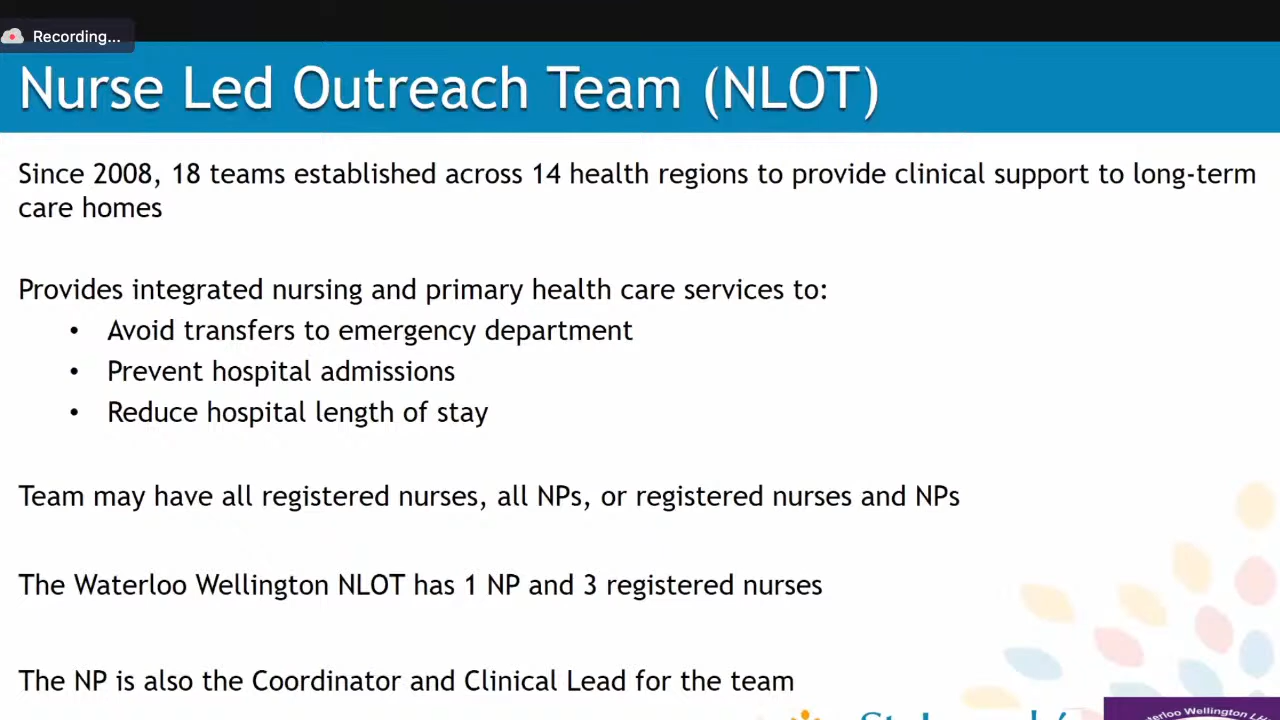 Recording...
Nurse Led Outreach Team (NLOT)
Since 2008, 18 teams established across 14 health regions to provide clinical support to long-term
care homes
Provides integrated nursing and primary health care services to:
• Avoid transfers to emergency department
• Prevent hospital admissions
• Reduce hospital length of stay
Team may have all registered nurses, all NPs, or registered nurses and NPs
The Waterloo Wellington NLOT has 1 NP and 3 registered nurses
The NP is also the Coordinator and Clinical Lead for the team
Wellington